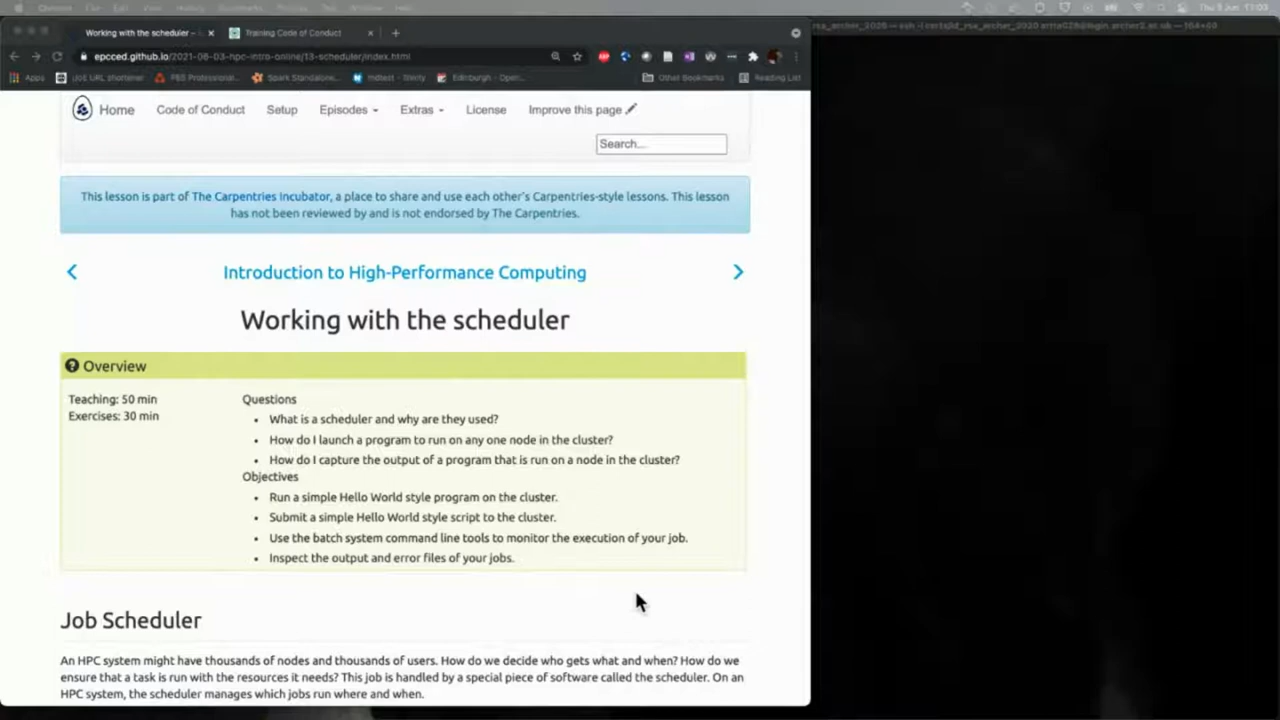 Working with the scheduler –
Training Code of Conduct
epcced.github.io/2021-06-03-hpc-intro-online/13-scheduler/index.html
Apps
URL shortener
PBS Professional...
Spark Standalone...
mdtest - Trinity
Edinburgh - Open...
Other Bookmarks
Reading List
Home
Code of Conduct
Setup
Episodes
Extras
License
Improve this page
Search...
This lesson is part of The Carpentries Incubator, a place to share and use each other's Carpentries-style lessons. This lesson
has not been reviewed by and is not endorsed by The Carpentries.
Introduction to High-Performance Computing
Working with the scheduler
Overview
Teaching: 50 min
Exercises: 30 min
Questions
What is a scheduler and why are they used?
How do I launch a program to run on any one node in the cluster?
How do I capture the output of a program that is run on a node in the cluster?
Objectives
Run a simple Hello World style program on the cluster.
Submit a simple Hello World style script to the cluster.
Use the batch system command line tools to monitor the execution of your job.
Inspect the output and error files of your jobs.
Job Scheduler
An HPC system might have thousands of nodes and thousands of users. How do we decide who gets what and when? How do we
ensure that a task is run with the resources it needs? This job is handled by a special piece of software called the scheduler. On an
HPC system, the scheduler manages which jobs run where and when.